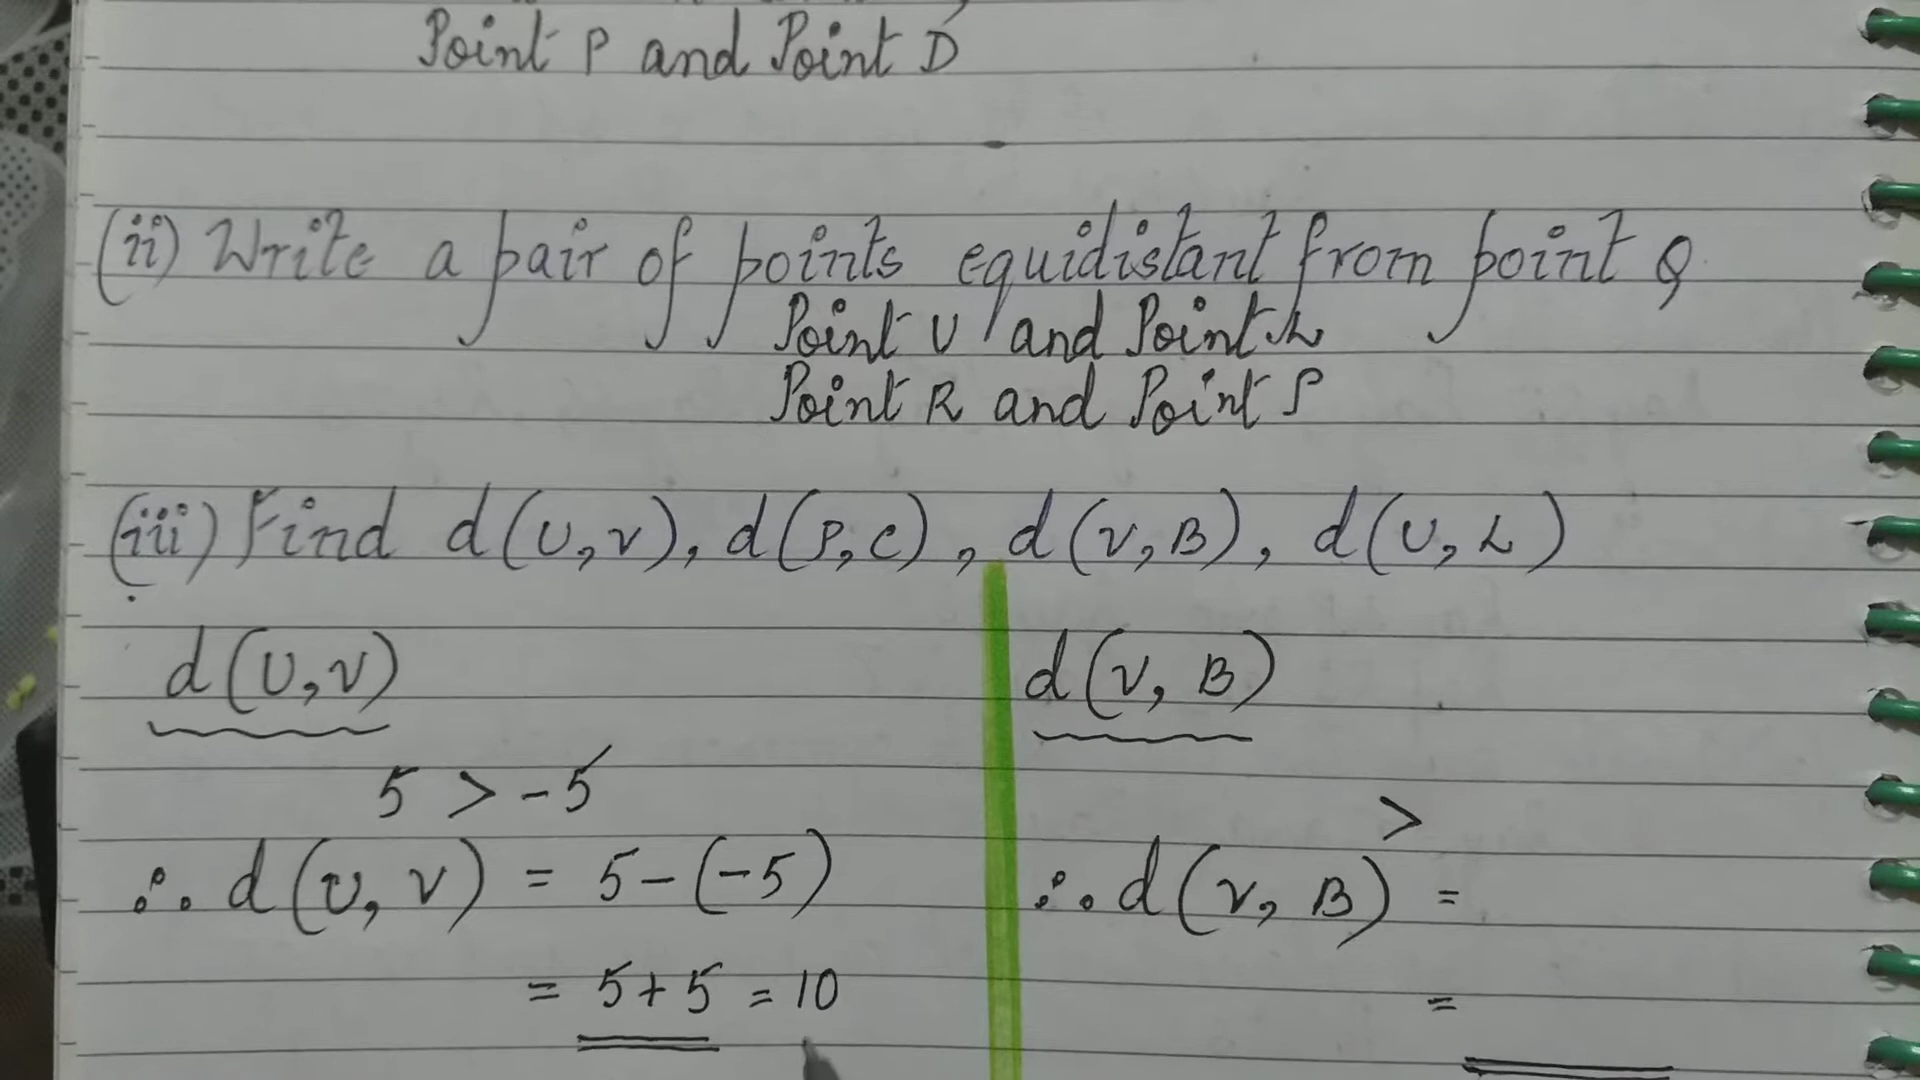 Point P and Point D
(ii) Write a pair of points equidistant from point Q
Point U and Point L
Point R and Point P
(iii) Find d(U,V), d(P,C), d(V,B), d(U,L)
d(U,V)
5 > -5
∴ d(U,V) = 5-(-5)
= 5+5 = 10
d(V,B)
>
∴ d(V,B) =
=